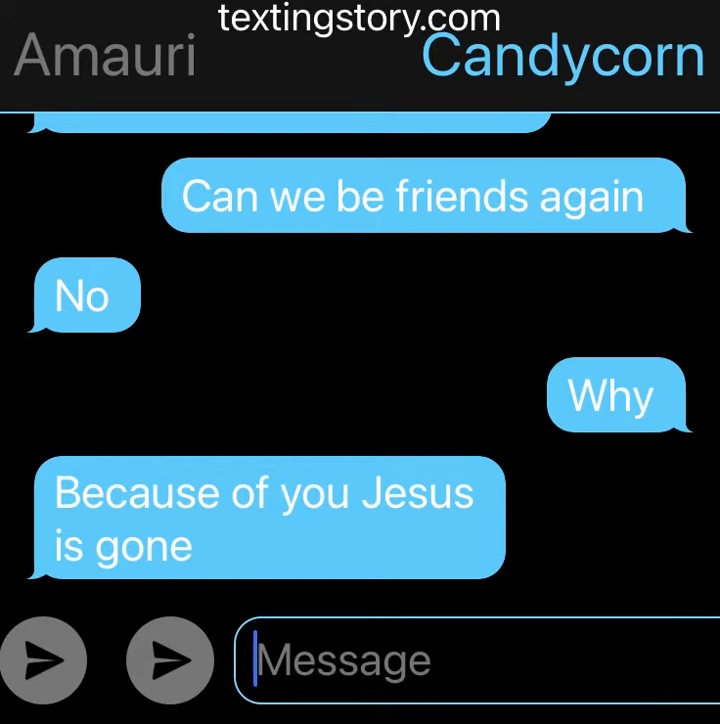 textingstory.com
Amauri
Candycorn
Can we be friends again
No
Why
Because of you Jesus
is gone
Message